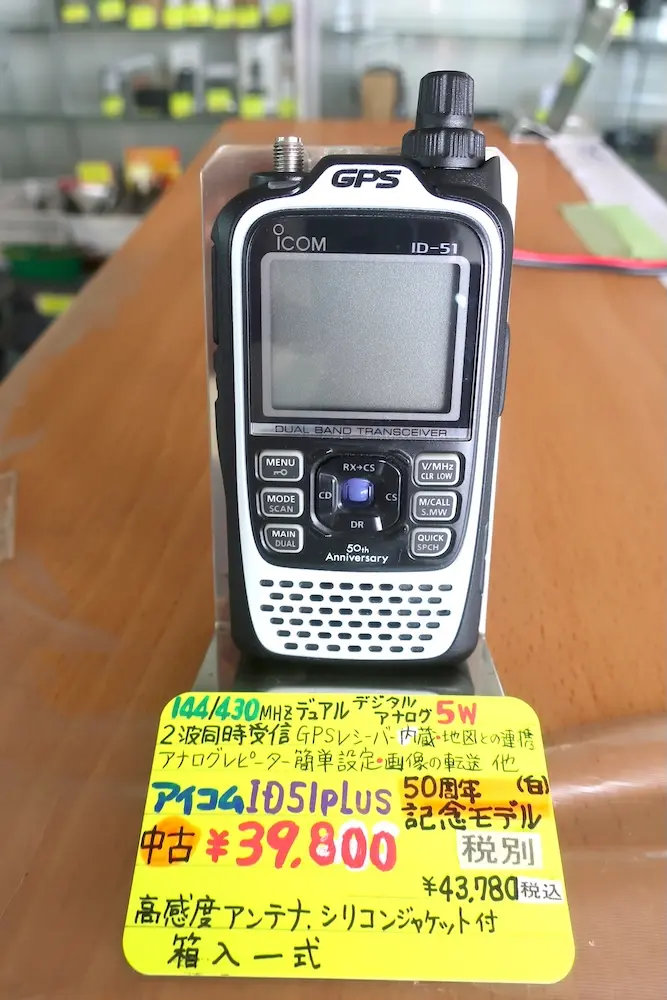 GPS
ICOM
ID-51
DUAL BAND TRANSCEIVER
MENU
RX→CS
V/MHz
CLR LOW
MODE
SCAN
CD
CS
M/CALL
S.MW
MAIN
DUAL
DR
QUICK
SPCH
50th
Anniversary
144/430MHzデュアル デジタル アナログ 5W
2波同時受信 GPSレシーバー内蔵・地図との連携
アナログレピーター簡単設定・画像の転送 他
アイコムID51PLUS 50周年(白)
記念モデル
中古 ¥39,800 税別
¥43,780税込
高感度アンテナ、シリコンジャケット付
箱入一式